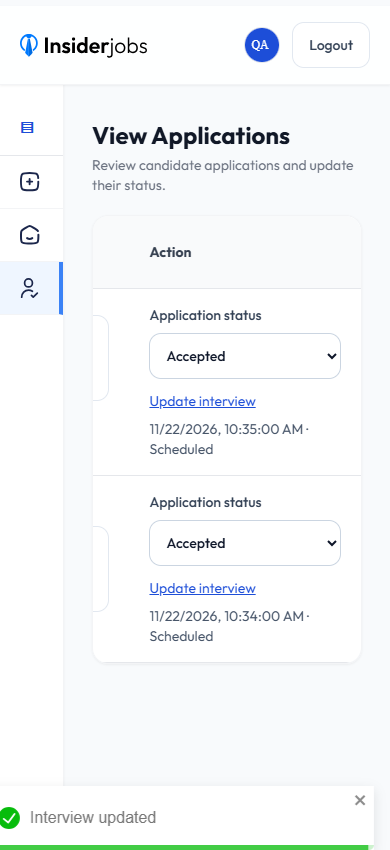 Insiderjobs
QA
Logout
View Applications
Review candidate applications and update
their status.
Action
Application status
Accepted
Update interview
11/22/2026, 10:35:00 AM ·
Scheduled
Application status
Accepted
Update interview
11/22/2026, 10:34:00 AM ·
Scheduled
Interview updated